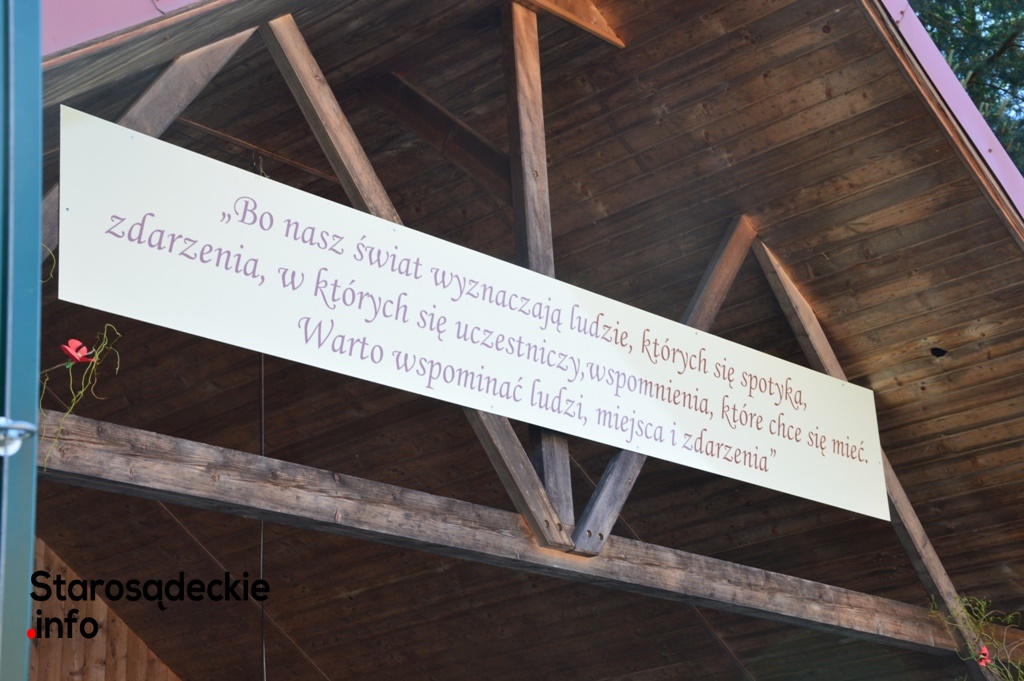 „Bo nasz świat wyznaczają ludzie, których się spotyka,
zdarzenia, w których się uczestniczy,wspomnienia, które chce się mieć.
Warto wspominać ludzi, miejsca i zdarzenia”
Starosądeckie
.info